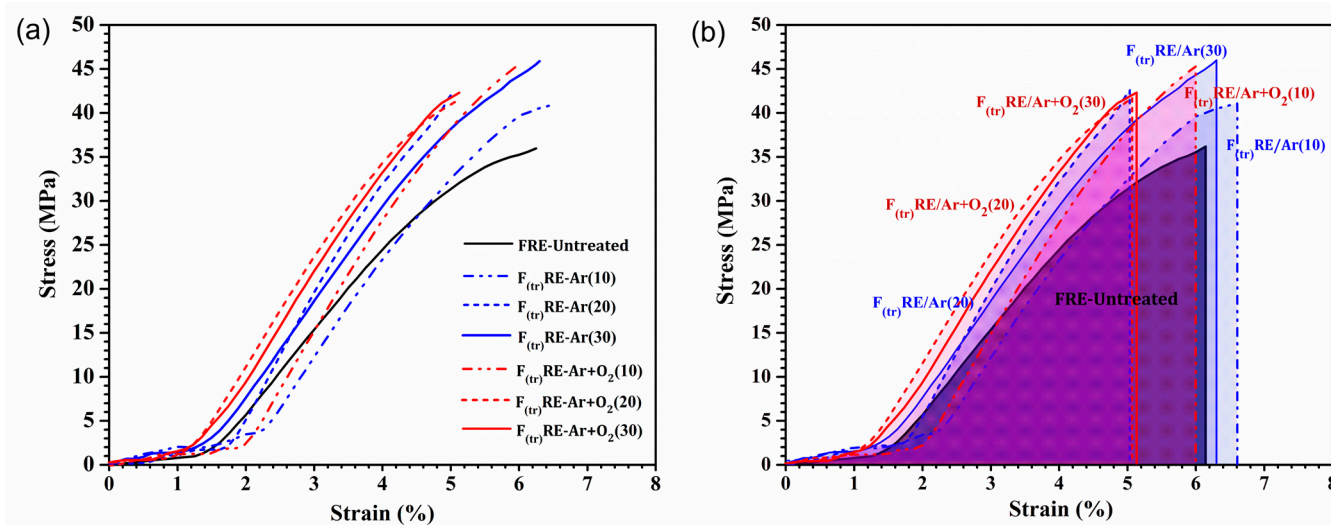 (a)
50
45
40
35
30
25
20
15
10
5
0
Stress (MPa)
0 1 2 3 4 5 6 7 8
Strain (%)
FRE-Untreated
F(tr)RE-Ar(10)
F(tr)RE-Ar(20)
F(tr)RE-Ar(30)
F(tr)RE-Ar+O2(10)
F(tr)RE-Ar+O2(20)
F(tr)RE-Ar+O2(30)
(b)
50
45
40
35
30
25
20
15
10
5
0
Stress (MPa)
0 1 2 3 4 5 6 7 8
Strain (%)
F(tr)RE/Ar(30)
F(tr)RE/Ar+O2(30)
F(tr)RE/Ar+O2(10)
F(tr)RE/Ar(10)
F(tr)RE/Ar+O2(20)
F(tr)RE/Ar(20)
FRE-Untreated